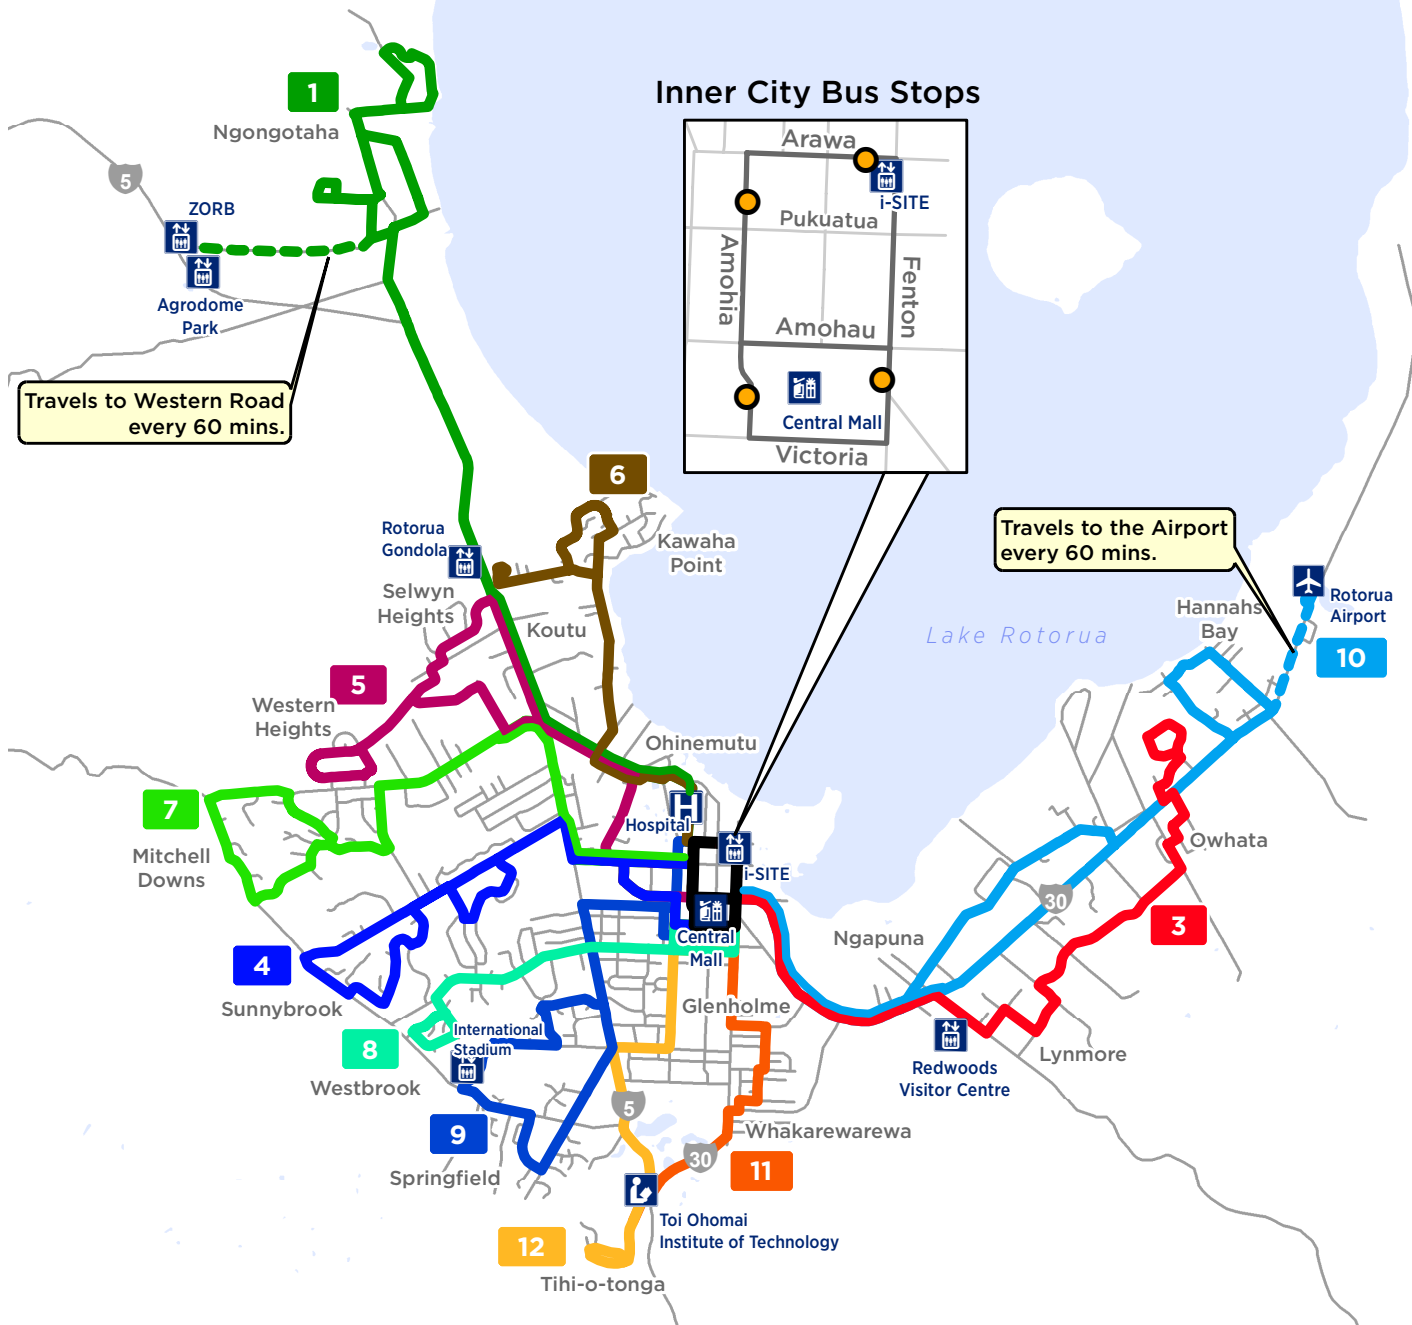 Inner City Bus Stops
1
Ngongotaha
5
ZORB
Agrodome
Park
Travels to Western Road
every 60 mins.
Arawa
i-SITE
Pukuatua
Amohia
Fenton
Amohau
Central Mall
Victoria
6
Kawaha
Point
Rotorua
Gondola
Selwyn
Heights
Koutu
Travels to the Airport
every 60 mins.
Lake Rotorua
Hannahs
Bay
Rotorua
Airport
10
5
Western
Heights
Ohinemutu
7
Mitchell
Downs
H
Hospital
i-SITE
Owhata
30
3
Central
Mall
Ngapuna
4
Sunnybrook
Glenholme
International
Stadium
8
Westbrook
Redwoods
Visitor Centre
Lynmore
5
9
Springfield
Whakarewarewa
30
11
Toi Ohomai
Institute of Technology
12
Tihi-o-tonga